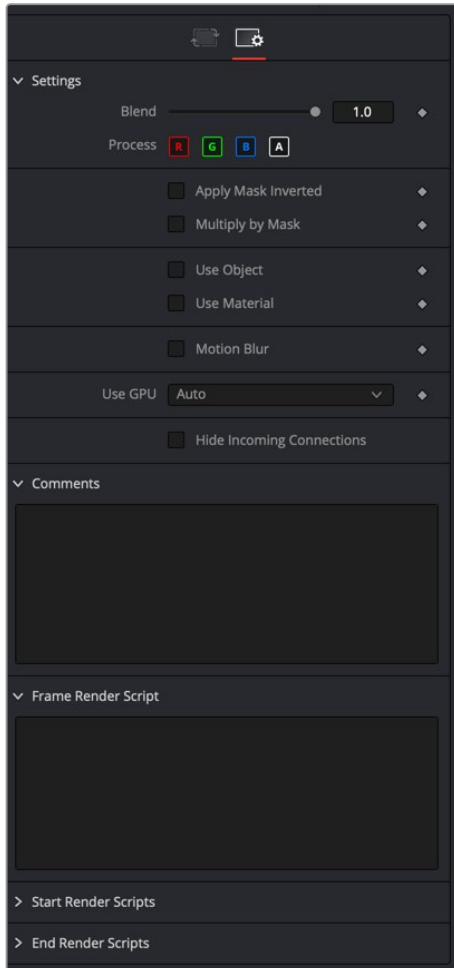 Settings
Blend 1.0
Process R G B A
Apply Mask Inverted
Multiply by Mask
Use Object
Use Material
Motion Blur
Use GPU Auto
Hide Incoming Connections
Comments
Frame Render Script
Start Render Scripts
End Render Scripts